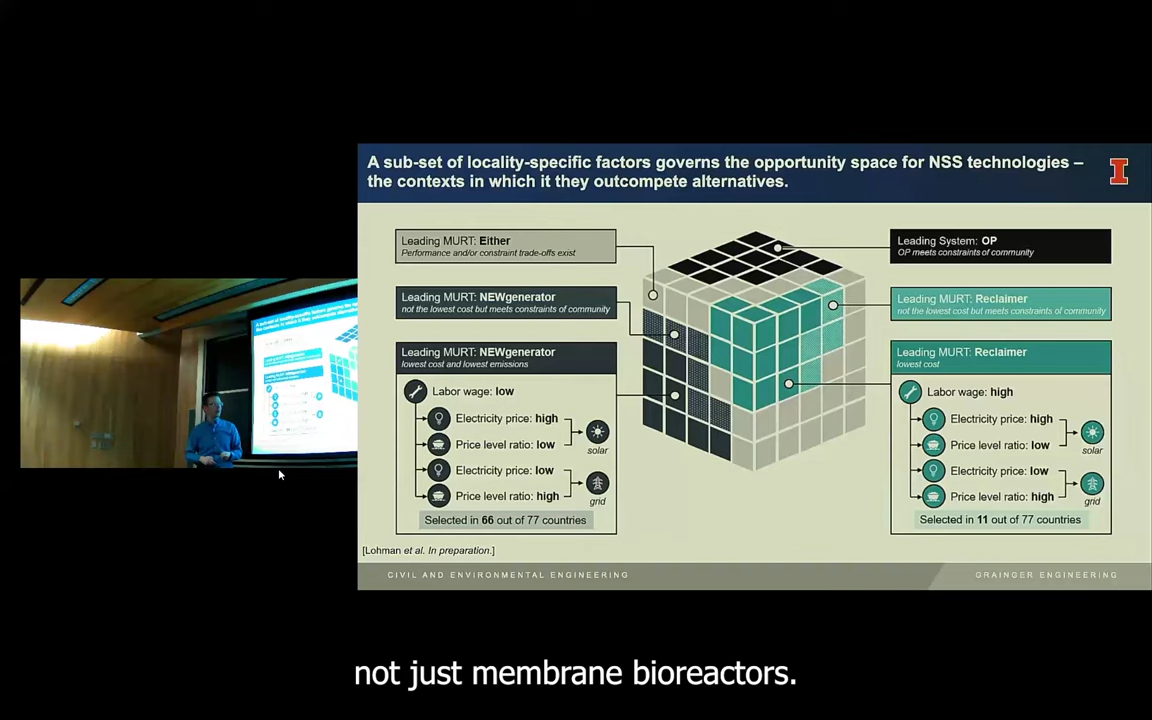 A sub-set of locality-specific factors governs the opportunity space for NSS technologies –
the contexts in which it they outcompete alternatives.
I
Leading MURT: Either
Performance and/or constraint trade-offs exist
Leading MURT: NEWgenerator
not the lowest cost but meets constraints of community
Leading MURT: NEWgenerator
lowest cost and lowest emissions
Labor wage: low
Electricity price: high
Price level ratio: low
solar
Electricity price: low
Price level ratio: high
grid
Selected in 66 out of 77 countries
Leading System: OP
OP meets constraints of community
Leading MURT: Reclaimer
not the lowest cost but meets constraints of community
Leading MURT: Reclaimer
lowest cost
Labor wage: high
Electricity price: high
Price level ratio: low
solar
Electricity price: low
Price level ratio: high
grid
Selected in 11 out of 77 countries
[Lohman et al. In preparation.]
CIVIL AND ENVIRONMENTAL ENGINEERING
GRAINGER ENGINEERING
not just membrane bioreactors.